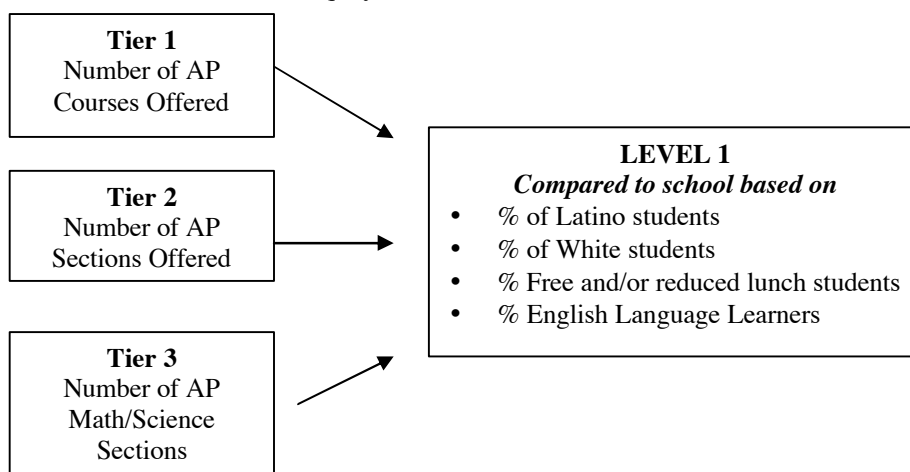 Tier 1
Number of AP
Courses Offered
Tier 2
Number of AP
Sections Offered
Tier 3
Number of AP
Math/Science
Sections
LEVEL 1
Compared to school based on
• % of Latino students
• % of White students
• % Free and/or reduced lunch students
• % English Language Learners